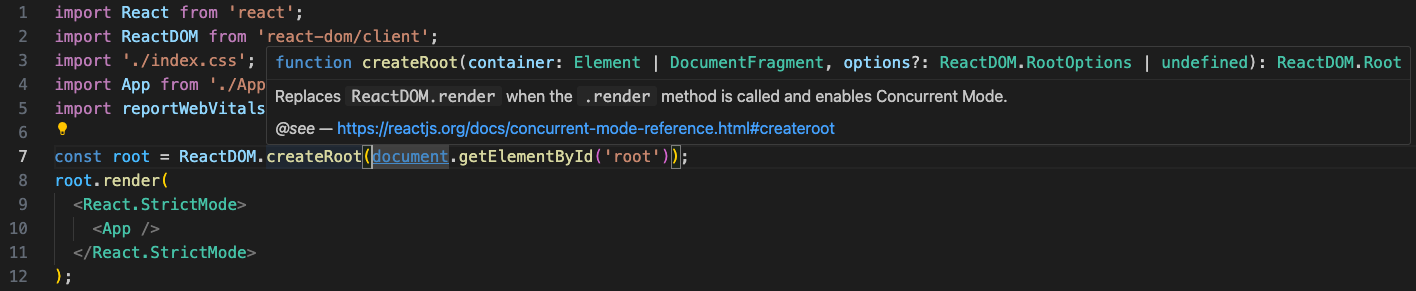 1 import React from 'react';
2 import ReactDOM from 'react-dom/client';
3 import './index.css';
function createRoot(container: Element | DocumentFragment, options?: ReactDOM.RootOptions | undefined): ReactDOM.Root
4 import App from './App
Replaces ReactDOM.render when the .render method is called and enables Concurrent Mode.
5 import reportWebVitals
@see — https://reactjs.org/docs/concurrent-mode-reference.html#createroot
6
7 const root = ReactDOM.createRoot(document.getElementById('root'));
8 root.render(
9 <React.StrictMode>
10 <App />
11 </React.StrictMode>
12 );